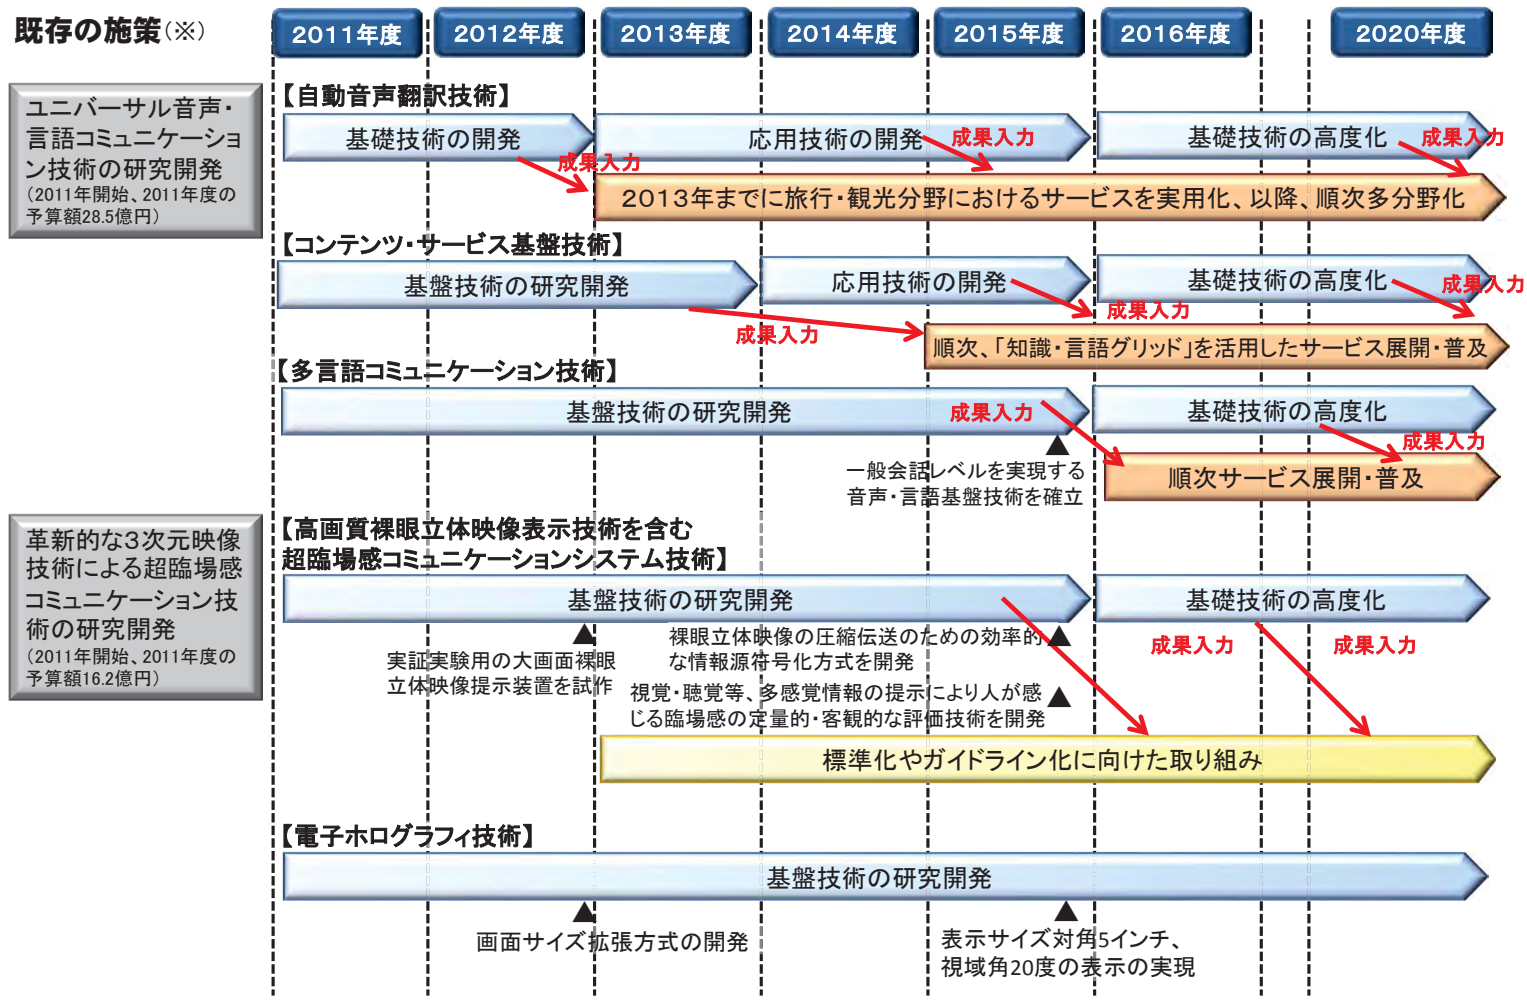 既存の施策(※)
2011年度
2012年度
2013年度
2014年度
2015年度
2016年度
2020年度
ユニバーサル音声・
言語コミュニケーショ
ン技術の研究開発
(2011年開始、2011年度の
予算額28.5億円)
【自動音声翻訳技術】
基礎技術の開発
応用技術の開発
基礎技術の高度化
成果入力
成果入力
成果入力
2013年までに旅行・観光分野におけるサービスを実用化、以降、順次多分野化
【コンテンツ・サービス基盤技術】
基盤技術の研究開発
応用技術の開発
基礎技術の高度化
成果入力
成果入力
成果入力
順次、「知識・言語グリッド」を活用したサービス展開・普及
【多言語コミュニケーション技術】
基盤技術の研究開発
成果入力
基礎技術の高度化
成果入力
一般会話レベルを実現する
音声・言語基盤技術を確立
順次サービス展開・普及
革新的な3次元映像
技術による超臨場感
コミュニケーション技
術の研究開発
(2011年開始、2011年度の
予算額16.2億円)
【高画質裸眼立体映像表示技術を含む
超臨場感コミュニケーションシステム技術】
基盤技術の研究開発
基礎技術の高度化
成果入力
成果入力
実証実験用の大画面裸眼
立体映像提示装置を試作
裸眼立体映像の圧縮伝送のための効率的
な情報源符号化方式を開発
視覚・聴覚等、多感覚情報の提示により人が感
じる臨場感の定量的・客観的な評価技術を開発
標準化やガイドライン化に向けた取り組み
【電子ホログラフィ技術】
基盤技術の研究開発
画面サイズ拡張方式の開発
表示サイズ対角5インチ、
視域角20度の表示の実現